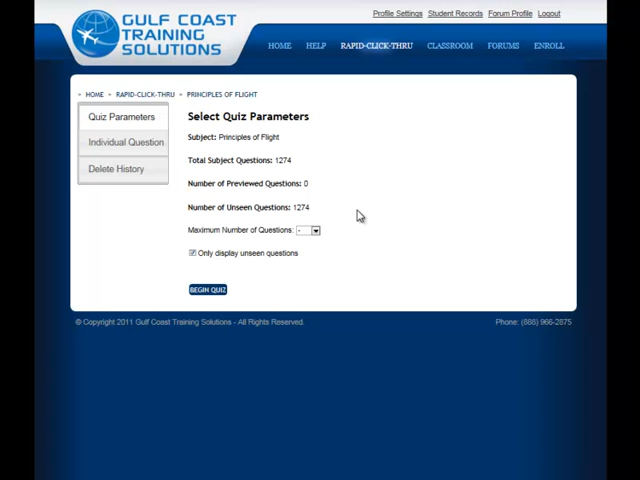 Profile Settings Student Records Forum Profile Logout
GULF COAST
TRAINING
SOLUTIONS
HOME HELP RAPID-CLICK-THRU CLASSROOM FORUMS ENROLL
» HOME » RAPID-CLICK-THRU » PRINCIPLES OF FLIGHT
Quiz Parameters
Individual Question
Delete History
Select Quiz Parameters
Subject: Principles of Flight
Total Subject Questions: 1274
Number of Previewed Questions: 0
Number of Unseen Questions: 1274
Maximum Number of Questions: -
Only display unseen questions
BEGIN QUIZ
© Copyright 2011 Gulf Coast Training Solutions - All Rights Reserved. Phone: (888) 966-2875